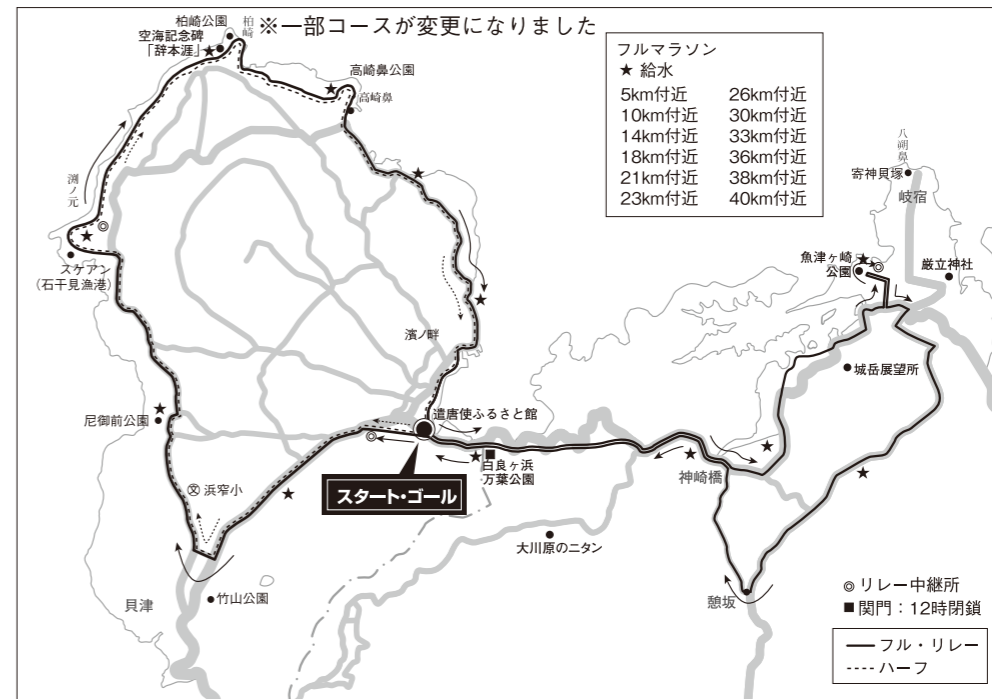 ※一部コースが変更になりました
柏崎公園
柏崎
空海記念碑
「辞本涯」★
高崎鼻公園
★
高崎鼻
フルマラソン
★ 給水
5km付近 26km付近
10km付近 30km付近
14km付近 33km付近
18km付近 36km付近
21km付近 38km付近
23km付近 40km付近
八朔鼻
寄神貝塚
岐宿
魚津ヶ崎
公園
巌立神社
渕ノ元
スケアン
(石干見漁港)
濱ノ畔
城岳展望所
尼御前公園
遣唐使ふるさと館
白良ヶ浜
万葉公園
神崎橋
スタート・ゴール
文 浜窄小
大川原のニタン
貝津
竹山公園
憩坂
◎ リレー中継所
■ 関門:12時閉鎖
フル・リレー
ハーフ